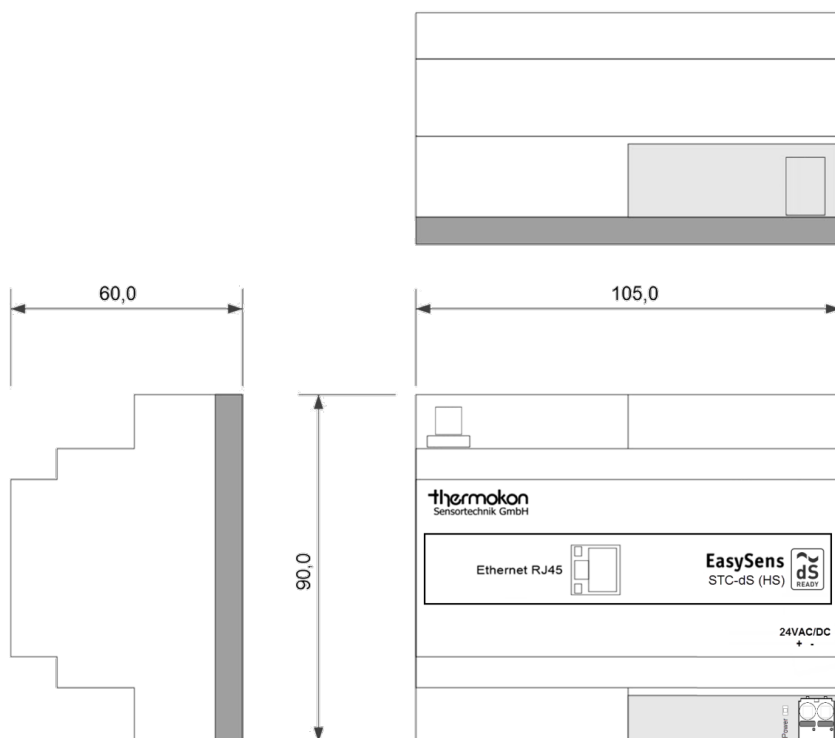 60,0
105,0
90,0
thermokon
Sensortechnik GmbH
Ethernet RJ45
EasySens
STC-dS (HS)
dS
READY
24VAC/DC
+ -
Power